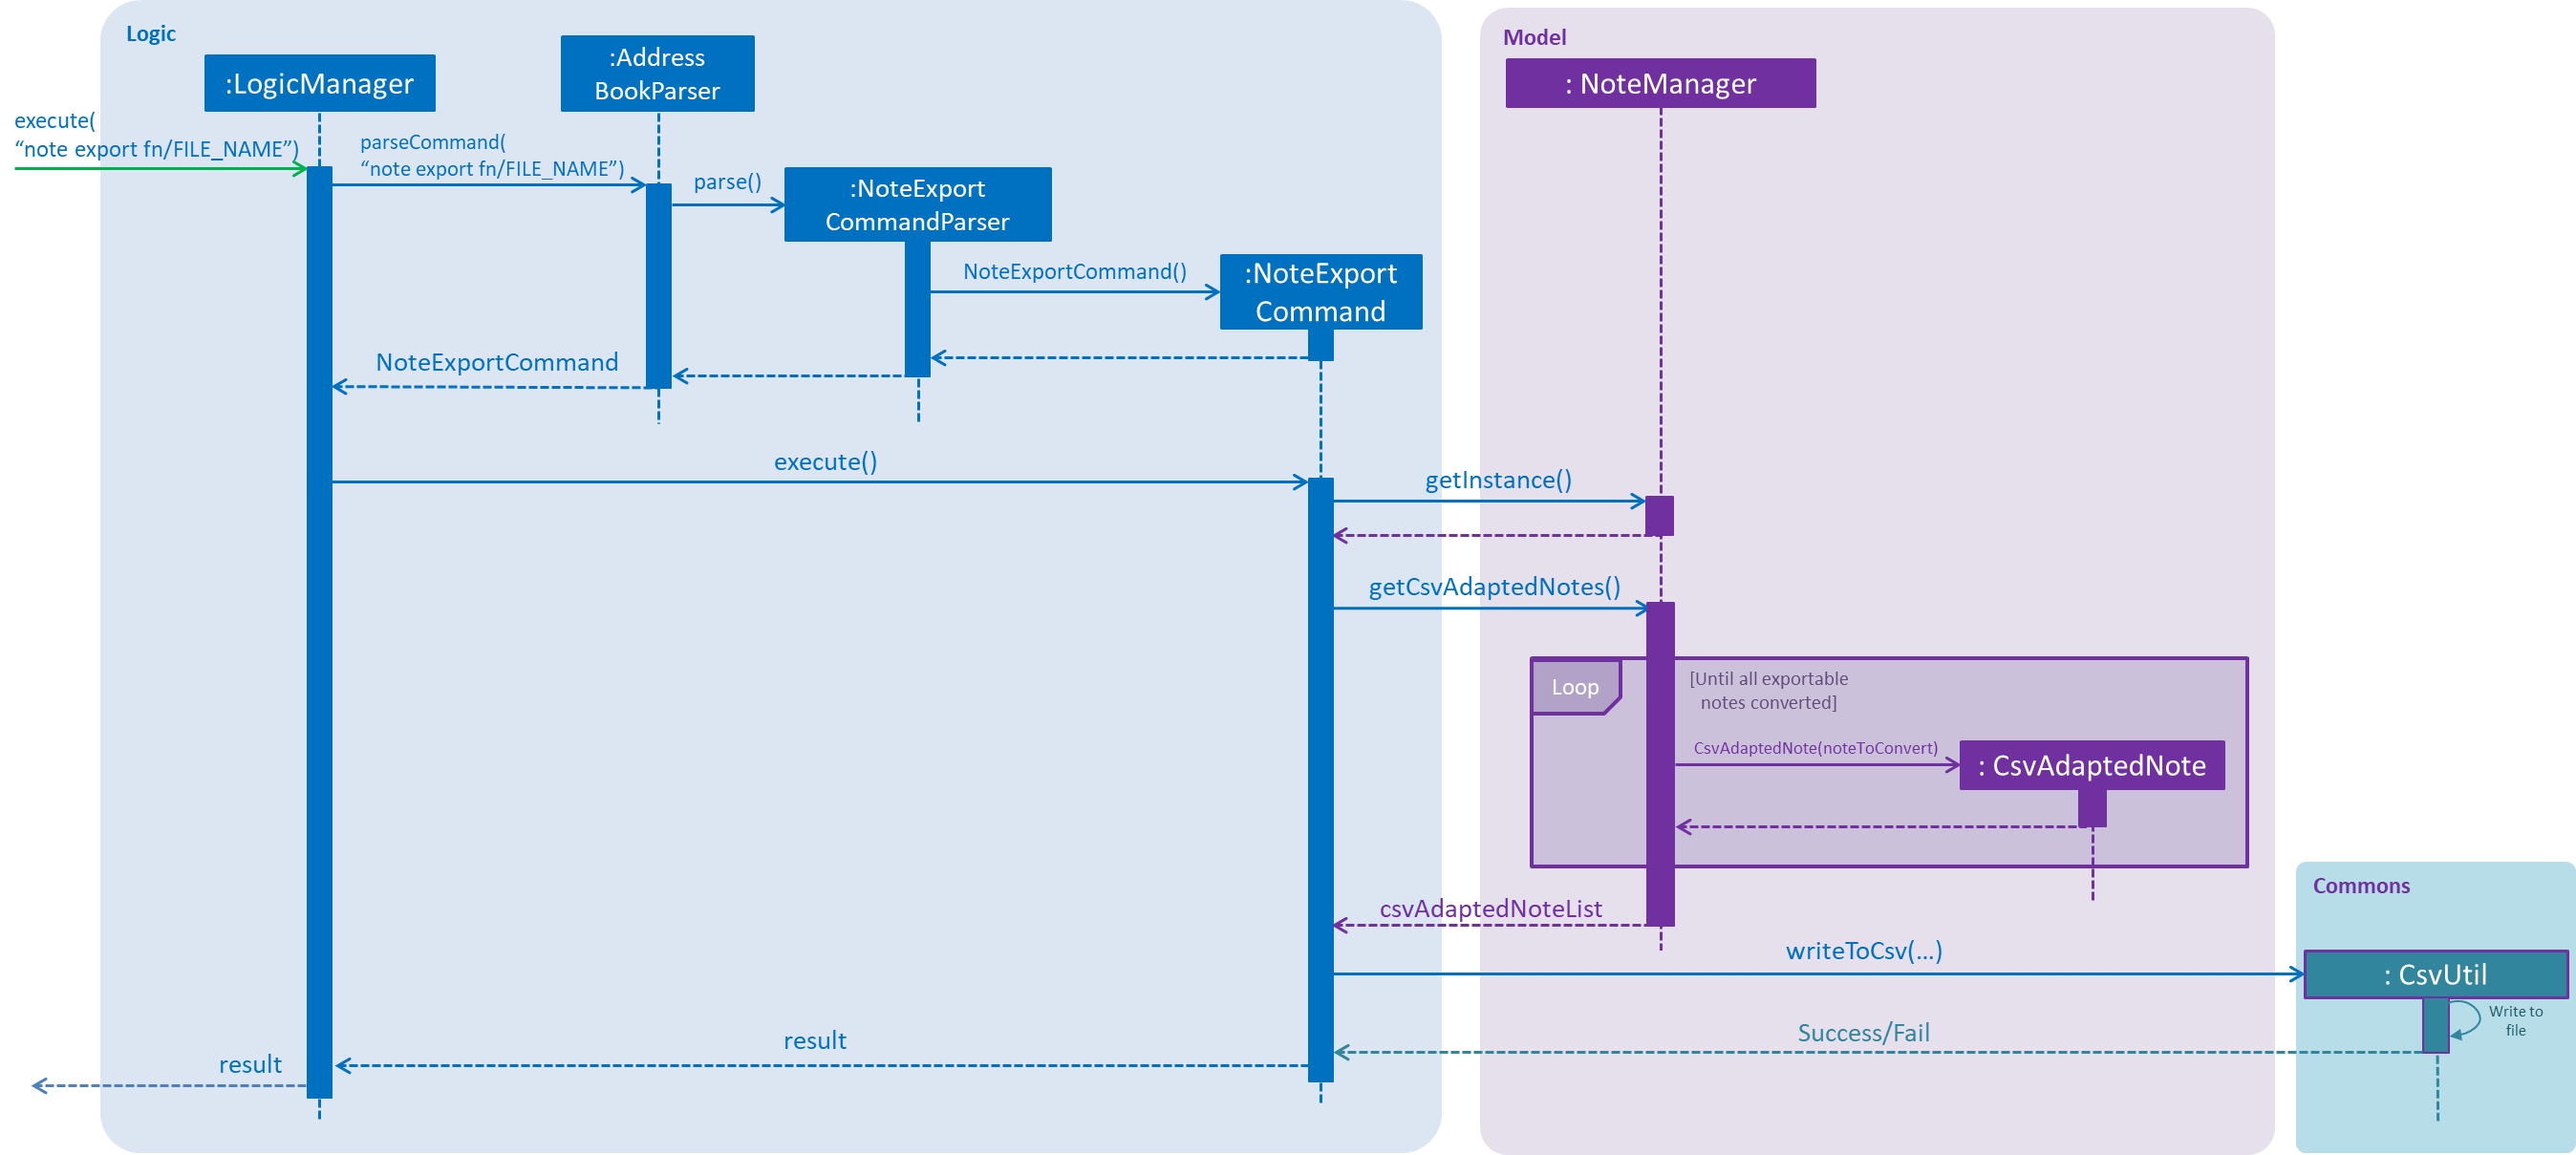 Logic
Model
:LogicManager
:Address
BookParser
: NoteManager
execute(
“note export fn/FILE_NAME”)
parseCommand(
“note export fn/FILE_NAME”)
parse()
:NoteExport
CommandParser
NoteExportCommand()
:NoteExport
Command
NoteExportCommand
execute()
getInstance()
getCsvAdaptedNotes()
Loop
[Until all exportable
notes converted]
CsvAdaptedNote(noteToConvert)
: CsvAdaptedNote
Commons
csvAdaptedNoteList
writeToCsv(...)
: CsvUtil
Write to
file
Success/Fail
result
result